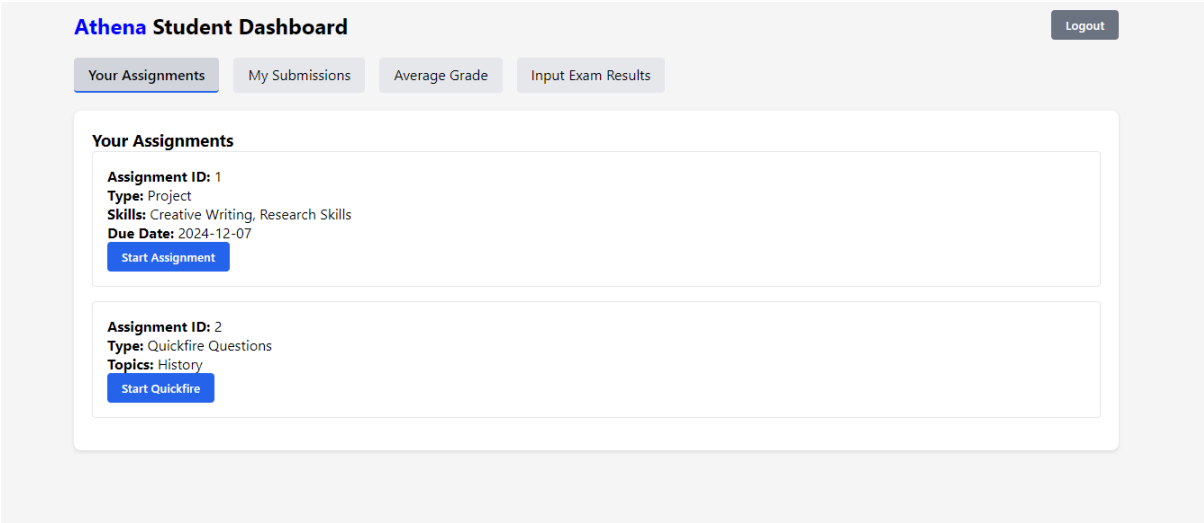 Athena Student Dashboard
Logout
Your Assignments
My Submissions
Average Grade
Input Exam Results
Your Assignments
Assignment ID: 1
Type: Project
Skills: Creative Writing, Research Skills
Due Date: 2024-12-07
Start Assignment
Assignment ID: 2
Type: Quickfire Questions
Topics: History
Start Quickfire